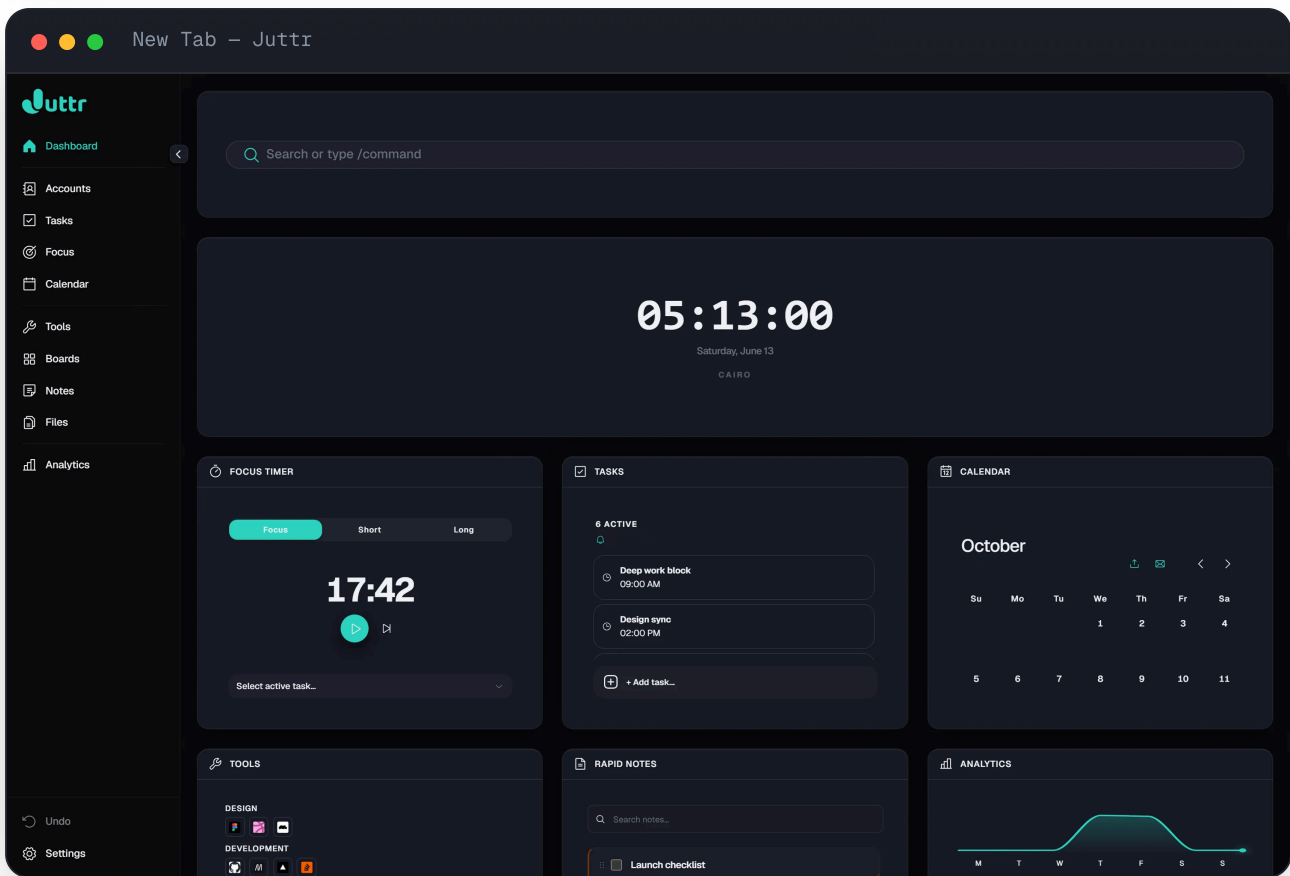 New Tab — Juttr
Juttr
Dashboard
Accounts
Tasks
Focus
Calendar
Tools
Boards
Notes
Files
Analytics
Undo
Settings
Search or type /command
05:13:00
Saturday, June 13
CAIRO
FOCUS TIMER
Focus Short Long
17:42
Select active task...
TASKS
6 ACTIVE
Deep work block
09:00 AM
Design sync
02:00 PM
+ Add task...
12 CALENDAR
October
Su Mo Tu We Th Fr Sa
1 2 3 4
5 6 7 8 9 10 11
TOOLS
DESIGN
DEVELOPMENT
RAPID NOTES
Search notes...
Launch checklist
ANALYTICS
M T W T F S S